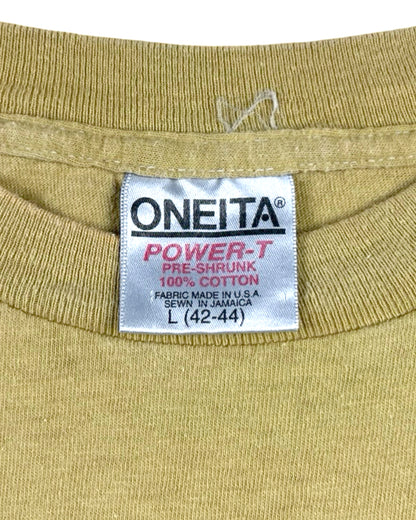 ONEITA®
POWER-T
PRE-SHRUNK
100% COTTON
FABRIC MADE IN U.S.A.
SEWN IN JAMAICA
L (42-44)